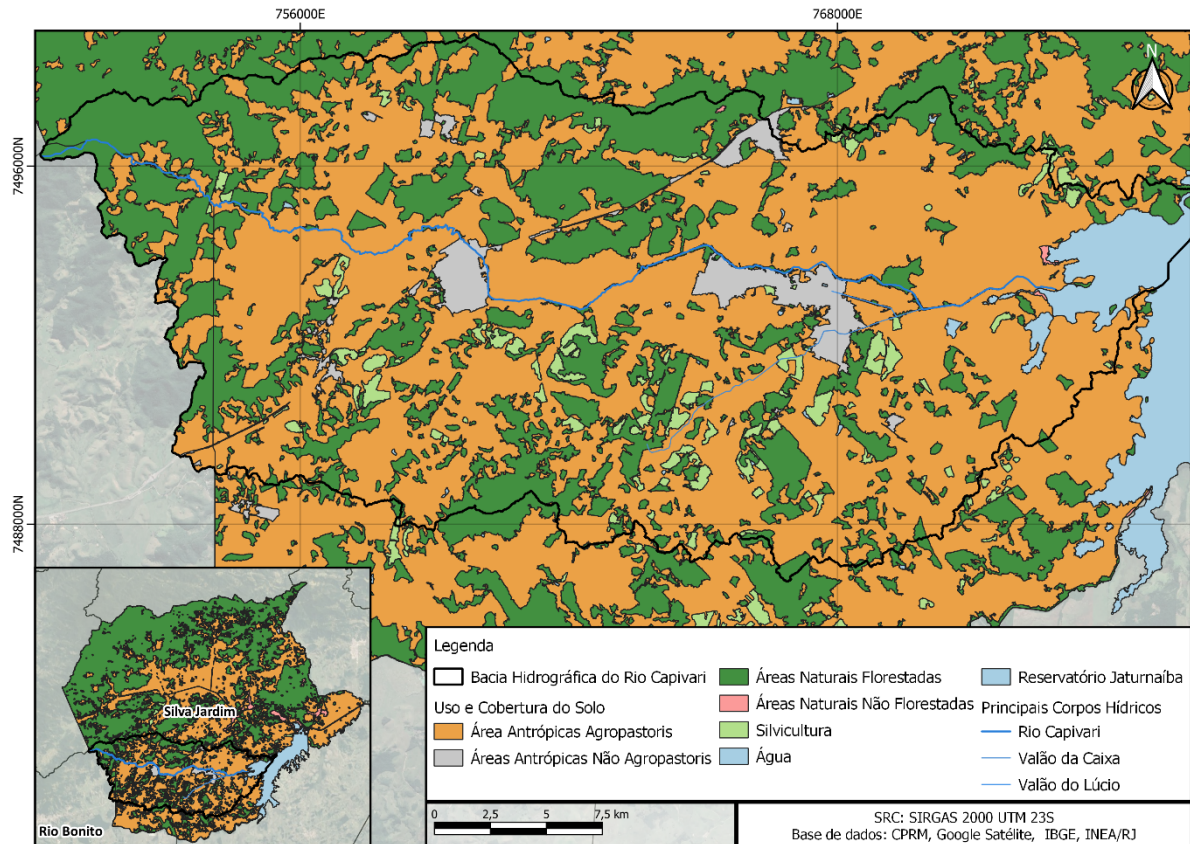 756000E
768000E
N
7496000N
7488000N
Silva Jardim
Rio Bonito
Legenda
Bacia Hidrográfica do Rio Capivari
Uso e Cobertura do Solo
Área Antrópicas Agropastoris
Áreas Antrópicas Não Agropastoris
Áreas Naturais Florestadas
Áreas Naturais Não Florestadas
Silvicultura
Água
Reservatório Jaturnaíba
Principais Corpos Hídricos
Rio Capivari
Valão da Caixa
Valão do Lúcio
0 2,5 5 7,5 km
SRC: SIRGAS 2000 UTM 23S
Base de dados: CPRM, Google Satélite, IBGE, INEA/RJ